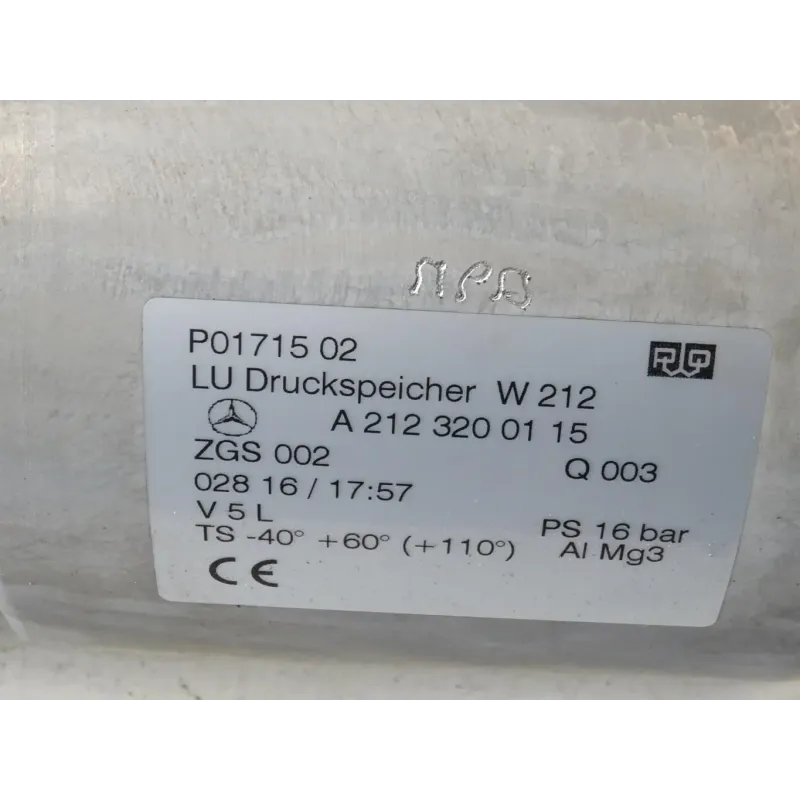 P01715 02
LU Druckspeicher W 212
A 212 320 01 15
ZGS 002
Q 003
028 16 / 17:57
V 5 L
PS 16 bar
TS -40° +60° (+110°)
Al Mg3
CE